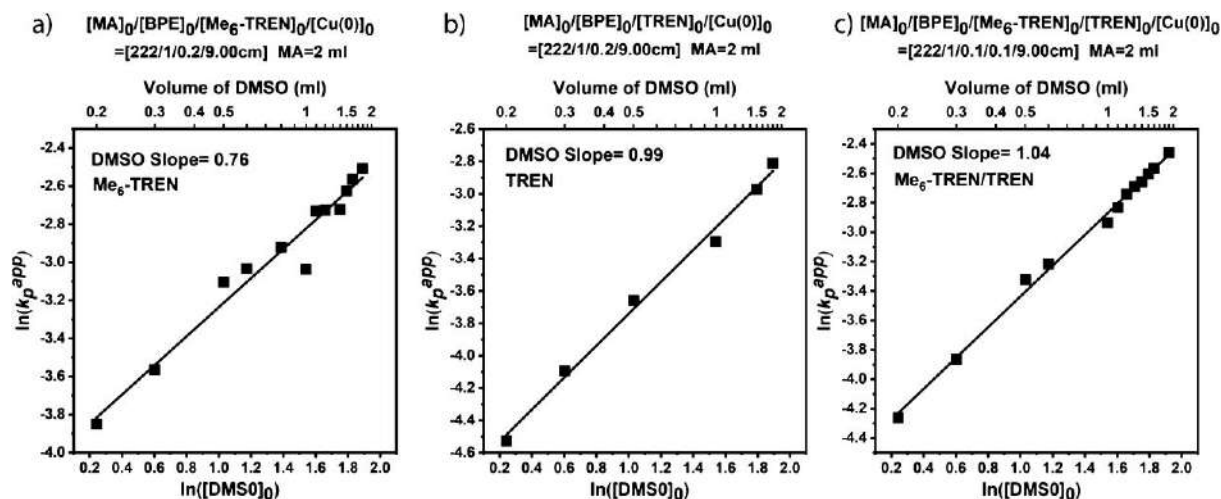 a)
[MA]₀/[BPE]₀/[Me₆-TREN]₀/[Cu(0)]₀
=[222/1/0.2/9.00cm] MA=2 ml
Volume of DMSO (ml)
0.2 0.3 0.4 0.5 1 1.5 2
-2.4
-2.6
-2.8
-3.0
-3.2
-3.4
-3.6
-3.8
-4.0
DMSO Slope= 0.76
Me₆-TREN
ln(kₚᵃᵖᵖ)
0.2 0.4 0.6 0.8 1.0 1.2 1.4 1.6 1.8 2.0
ln([DMS0]₀)
b)
[MA]₀/[BPE]₀/[TREN]₀/[Cu(0)]₀
=[222/1/0.2/9.00cm] MA=2 ml
Volume of DMSO (ml)
0.2 0.3 0.4 0.5 1 1.5 2
-2.6
-2.8
-3.0
-3.2
-3.4
-3.6
-3.8
-4.0
-4.2
-4.4
-4.6
DMSO Slope= 0.99
TREN
ln(kₚᵃᵖᵖ)
0.2 0.4 0.6 0.8 1.0 1.2 1.4 1.6 1.8 2.0
ln([DMS0]₀)
c)
[MA]₀/[BPE]₀/[Me₆-TREN]₀/[TREN]₀/[Cu(0)]₀
=[222/1/0.1/0.1/9.00cm] MA=2 ml
Volume of DMSO (ml)
0.2 0.3 0.4 0.5 1 1.5 2
-2.4
-2.6
-2.8
-3.0
-3.2
-3.4
-3.6
-3.8
-4.0
-4.2
-4.4
DMSO Slope= 1.04
Me₆-TREN/TREN
ln(kₚᵃᵖᵖ)
0.2 0.4 0.6 0.8 1.0 1.2 1.4 1.6 1.8 2.0
ln([DMS0]₀)